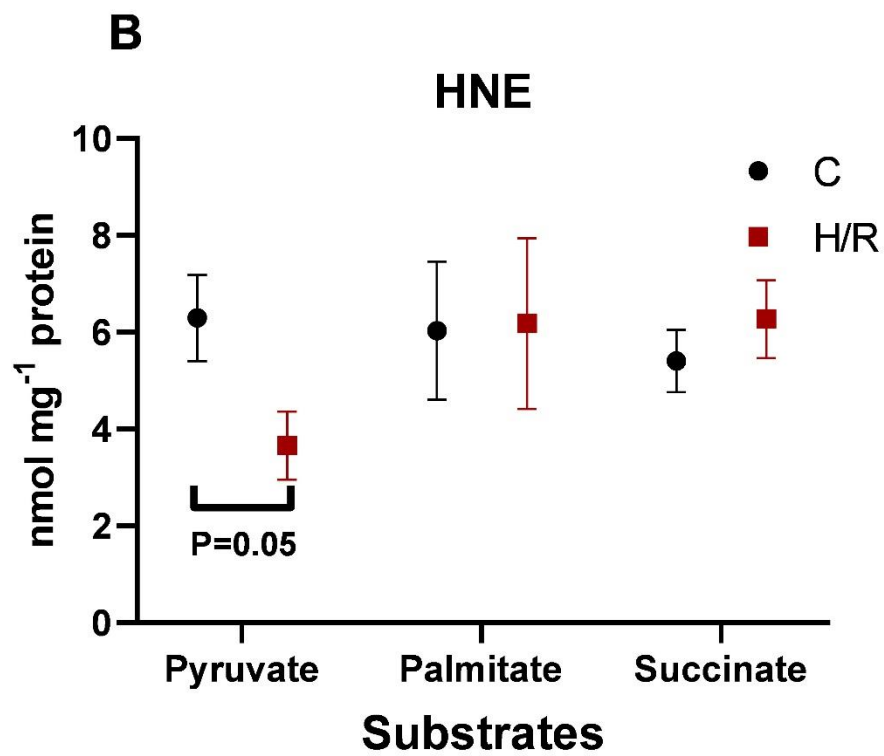 B
HNE
nmol mg⁻¹ protein
10
8
6
4
2
0
C
H/R
P=0.05
Pyruvate Palmitate Succinate
Substrates